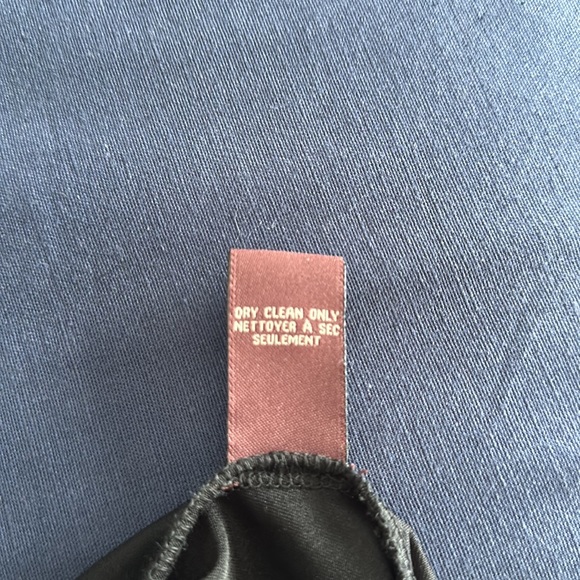 DRY CLEAN ONLY
NETTOYER À SEC
SEULEMENT